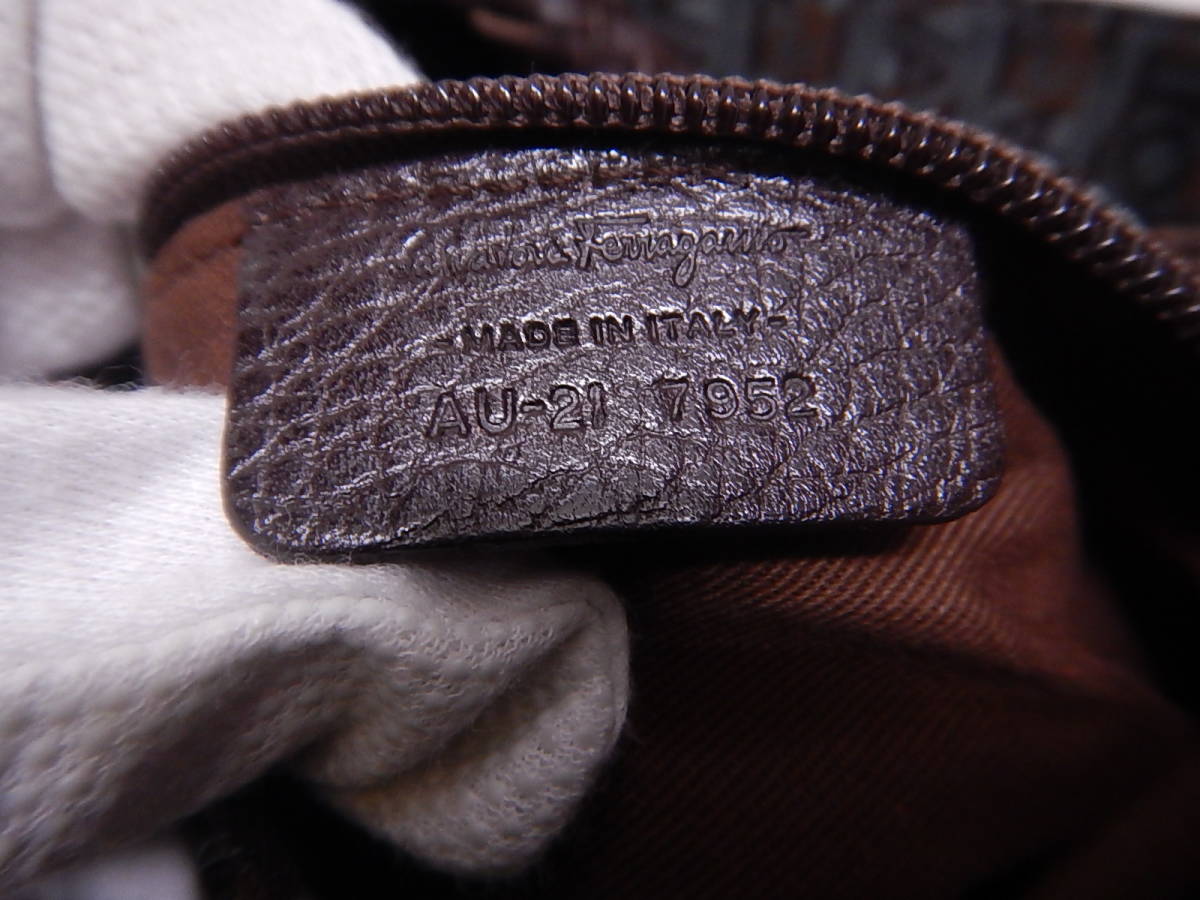 Salvatore Ferragamo
-MADE IN ITALY-
AU-21 7952